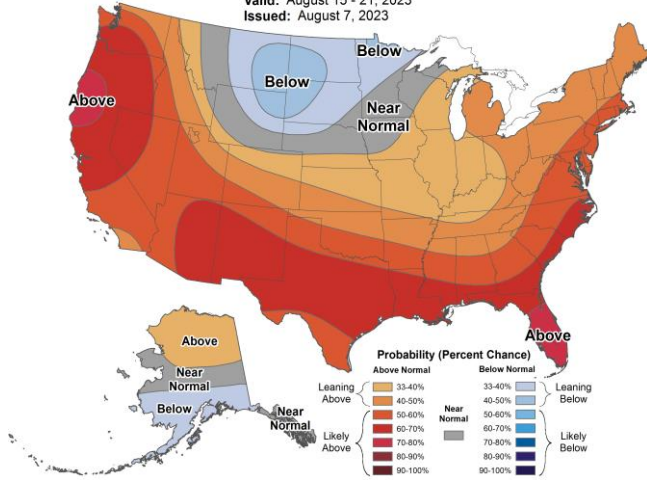 Valid: August 15 - 21, 2023
Issued: August 7, 2023
Below
Below
Above
Near
Normal
Above
Above
Near
Normal
Below
Near
Normal
Probability (Percent Chance)
Above Normal
Below Normal
Leaning
Above
33-40%
40-50%
Likely
Above
50-60%
60-70%
70-80%
80-90%
90-100%
Near
Normal
33-40%
40-50%
Leaning
Below
50-60%
60-70%
70-80%
80-90%
90-100%
Likely
Below